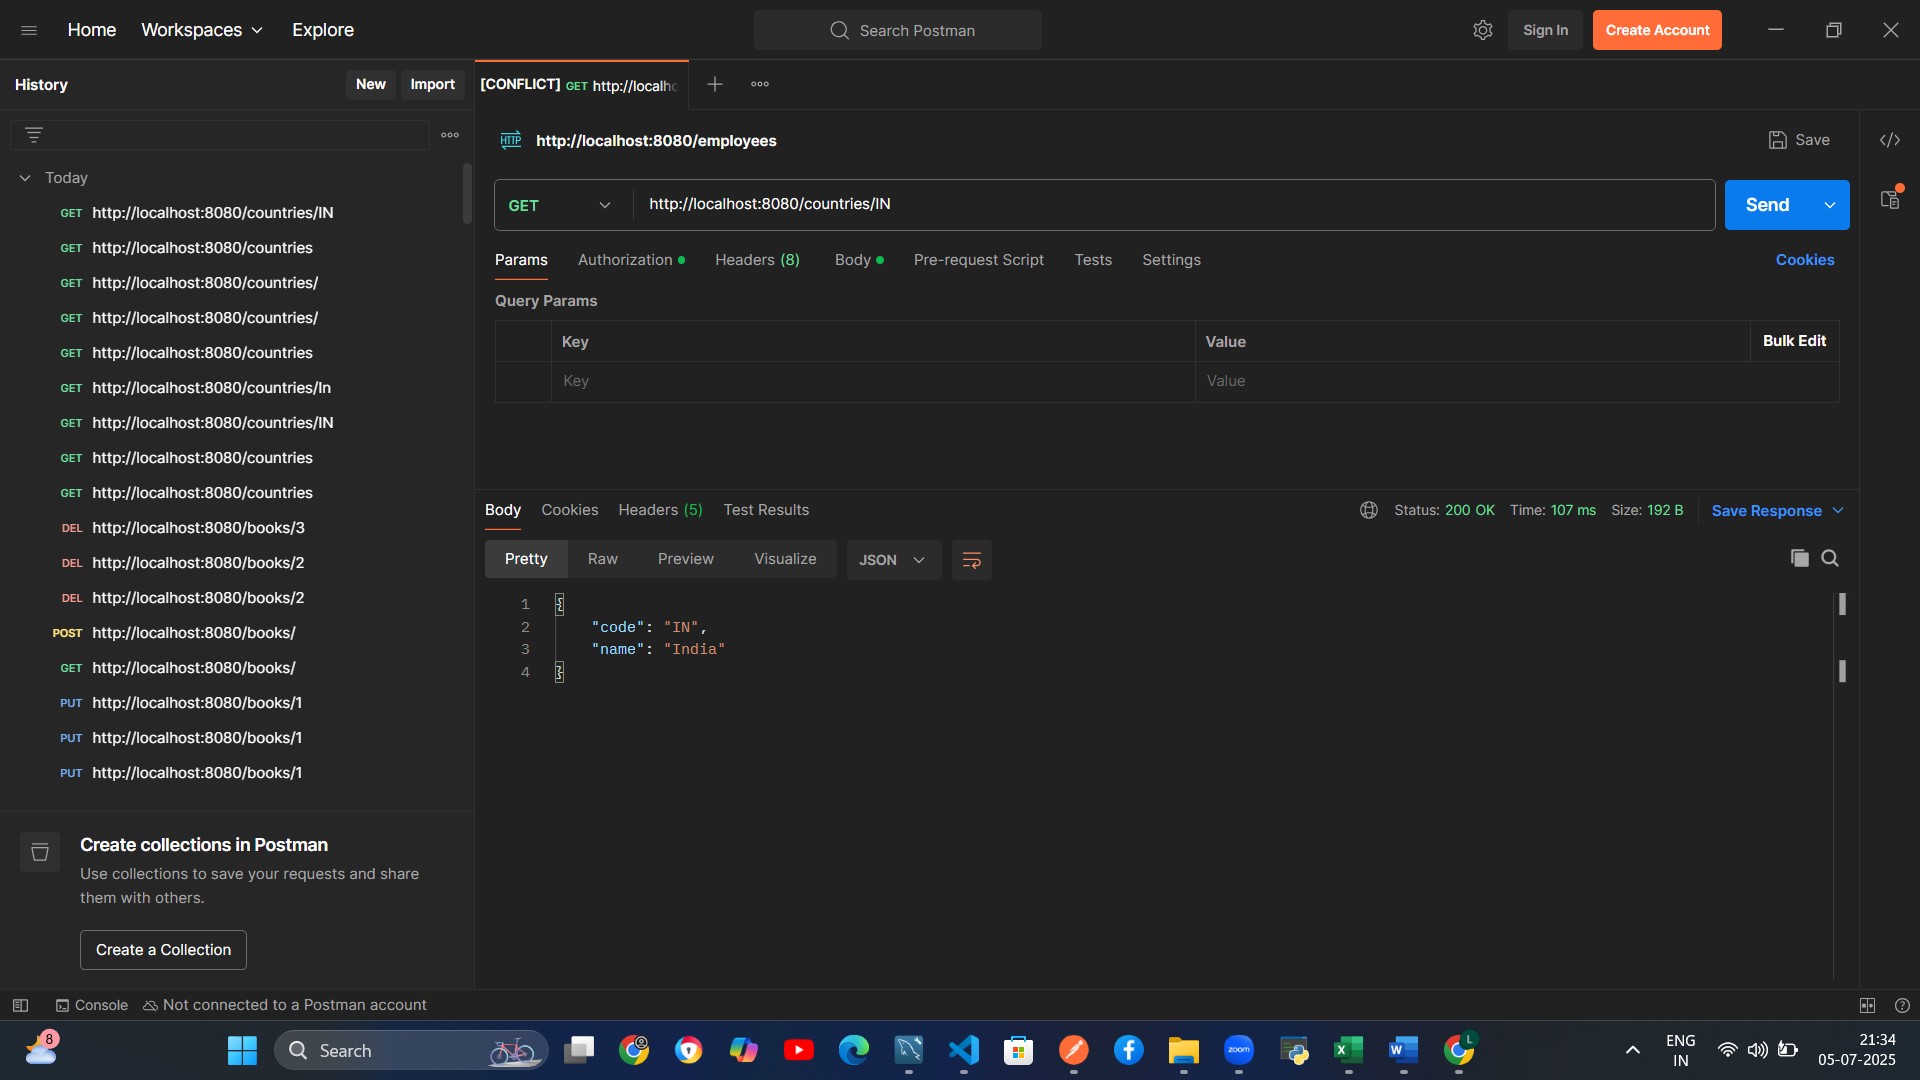 Home Workspaces Explore Search Postman Sign In Create Account
History New Import [CONFLICT] GET http://localho
HTTP http://localhost:8080/employees Save
Today
GET http://localhost:8080/countries/IN Send
GET http://localhost:8080/countries/IN
GET http://localhost:8080/countries
GET http://localhost:8080/countries/
GET http://localhost:8080/countries/
GET http://localhost:8080/countries
GET http://localhost:8080/countries/In
GET http://localhost:8080/countries/IN
GET http://localhost:8080/countries
GET http://localhost:8080/countries
DEL http://localhost:8080/books/3
DEL http://localhost:8080/books/2
DEL http://localhost:8080/books/2
POST http://localhost:8080/books/
GET http://localhost:8080/books/
PUT http://localhost:8080/books/1
PUT http://localhost:8080/books/1
PUT http://localhost:8080/books/1
Params Authorization Headers (8) Body Pre-request Script Tests Settings Cookies
Query Params
Key Value Bulk Edit
Key Value
Body Cookies Headers (5) Test Results Status: 200 OK Time: 107 ms Size: 192 B Save Response
Pretty Raw Preview Visualize JSON
1 {
2 "code": "IN",
3 "name": "India"
4 }
Create collections in Postman
Use collections to save your requests and share
them with others.
Create a Collection
Console Not connected to a Postman account
8 Search zoom L ENG 21:34
IN 05-07-2025